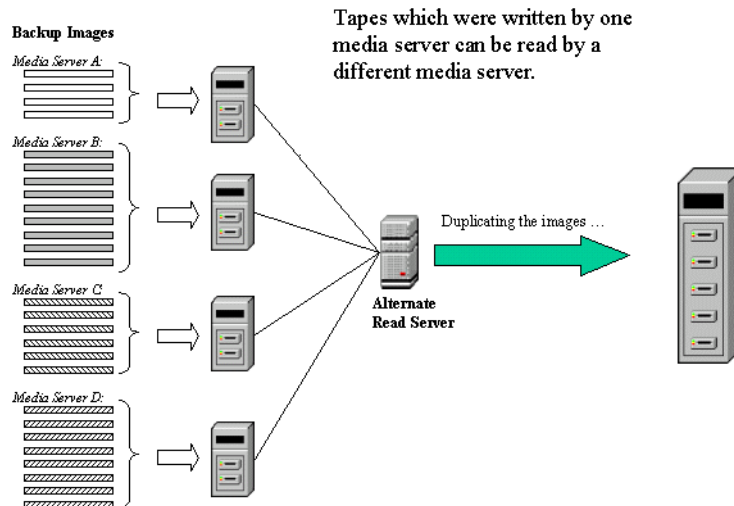 Tapes which were written by one
media server can be read by a
different media server.
Backup Images
Media Server A:
Media Server B:
Media Server C
Media Server D:
Duplicating the images ...
Alternate
Read Server